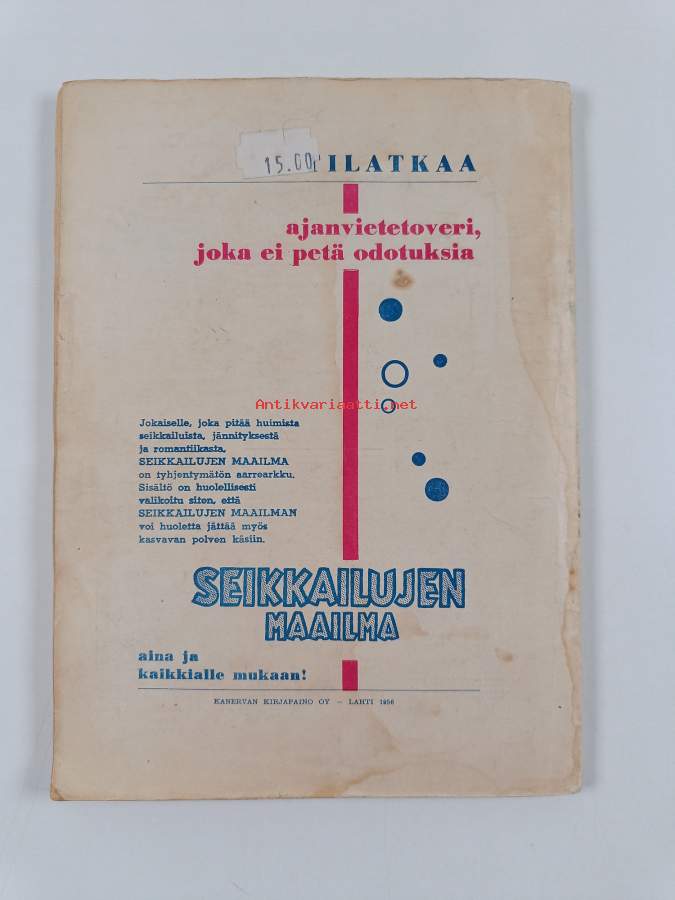 15.00
ILATKAA
ajanvietetoveri,
joka ei petä odotuksia
Antikvariaatti.net
Jokaiselle, joka pitää huimista
seikkailuista, jännityksestä
ja romantiikasta,
SEIKKAILUJEN MAAILMA
on tyhjentymätön aarrearkku.
Sisältö on huolellisesti
valikoitu siten, että
SEIKKAILUJEN MAAILMAN
voi huoletta jättää myös
kasvavan polven käsiin.
SEIKKAILUJEN
MAAILMA
aina ja
kaikkialle mukaan!
KANERVAN KIRJAPAINO OY – LAHTI 1956